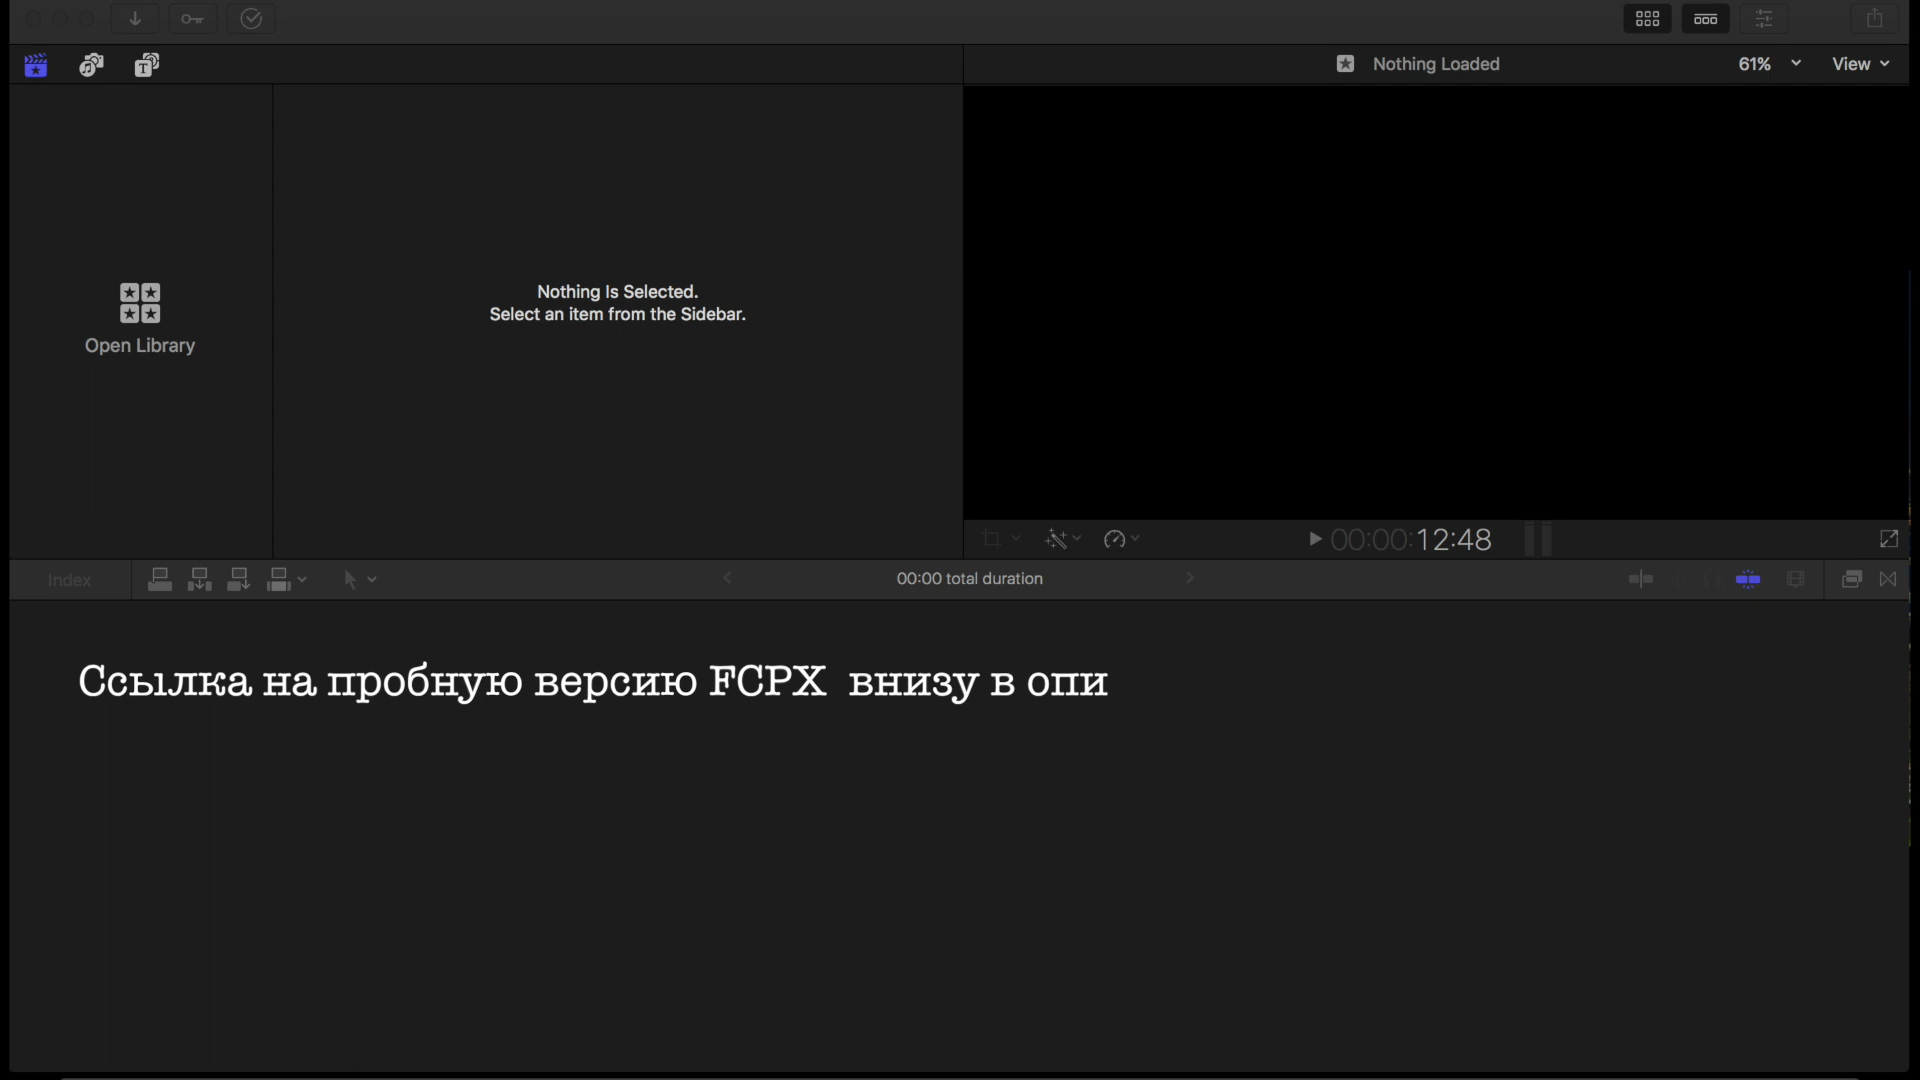 Nothing Loaded
61%
View
Nothing Is Selected.
Select an item from the Sidebar.
Open Library
00:00:12:48
Index
00:00 total duration
Ссылка на пробную версию FCPX внизу в опи